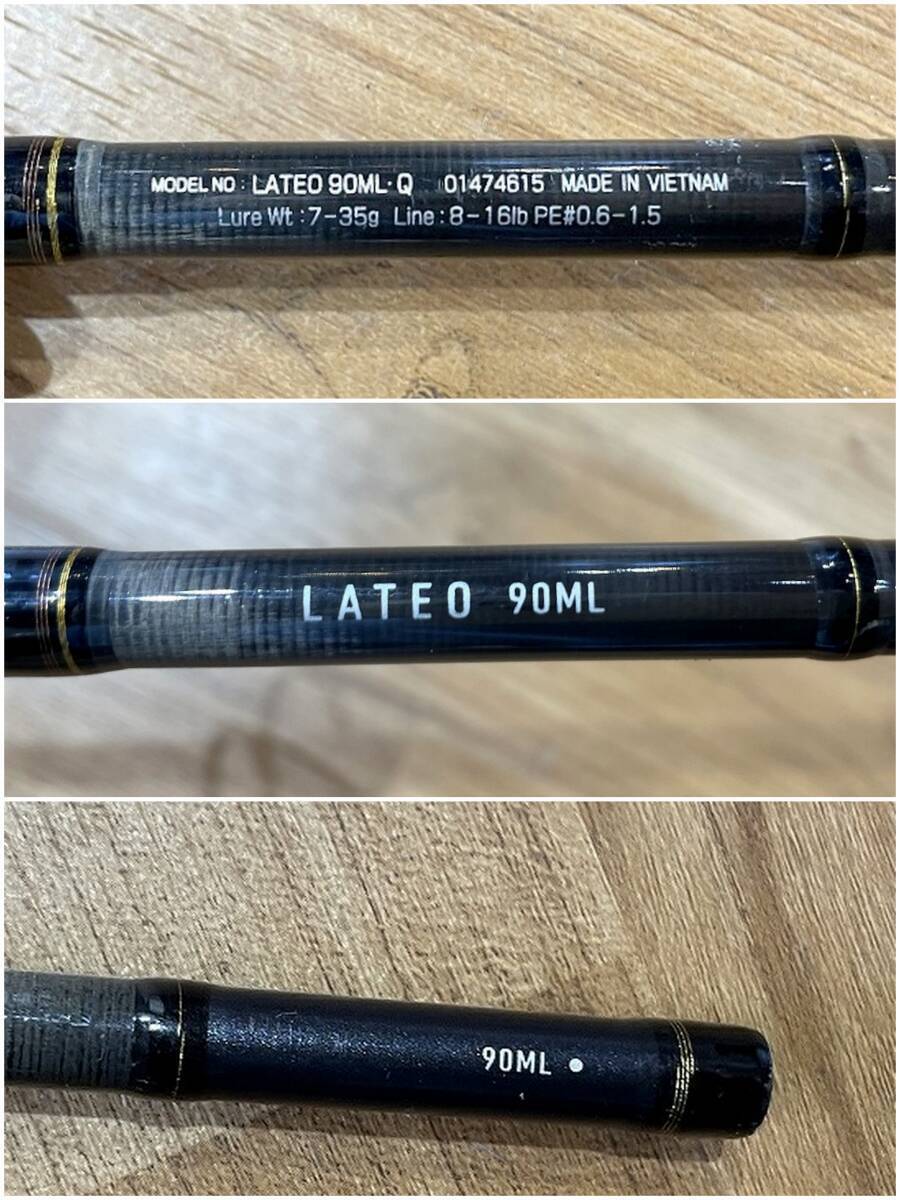 MODEL NO : LATEO 90ML·Q 01474615 MADE IN VIETNAM
Lure Wt : 7-35g Line : 8-16lb PE#0.6-1.5
LATEO 90ML
90ML